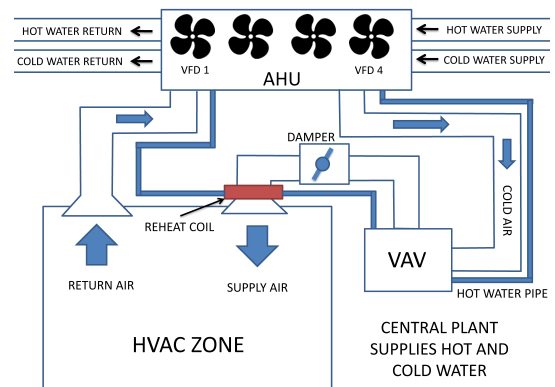 HOT WATER RETURN
HOT WATER SUPPLY
COLD WATER RETURN
COLD WATER SUPPLY
VFD 1
VFD 4
AHU
DAMPER
COLD AIR
REHEAT COIL
VAV
RETURN AIR
SUPPLY AIR
HOT WATER PIPE
HVAC ZONE
CENTRAL PLANT
SUPPLIES HOT AND
COLD WATER